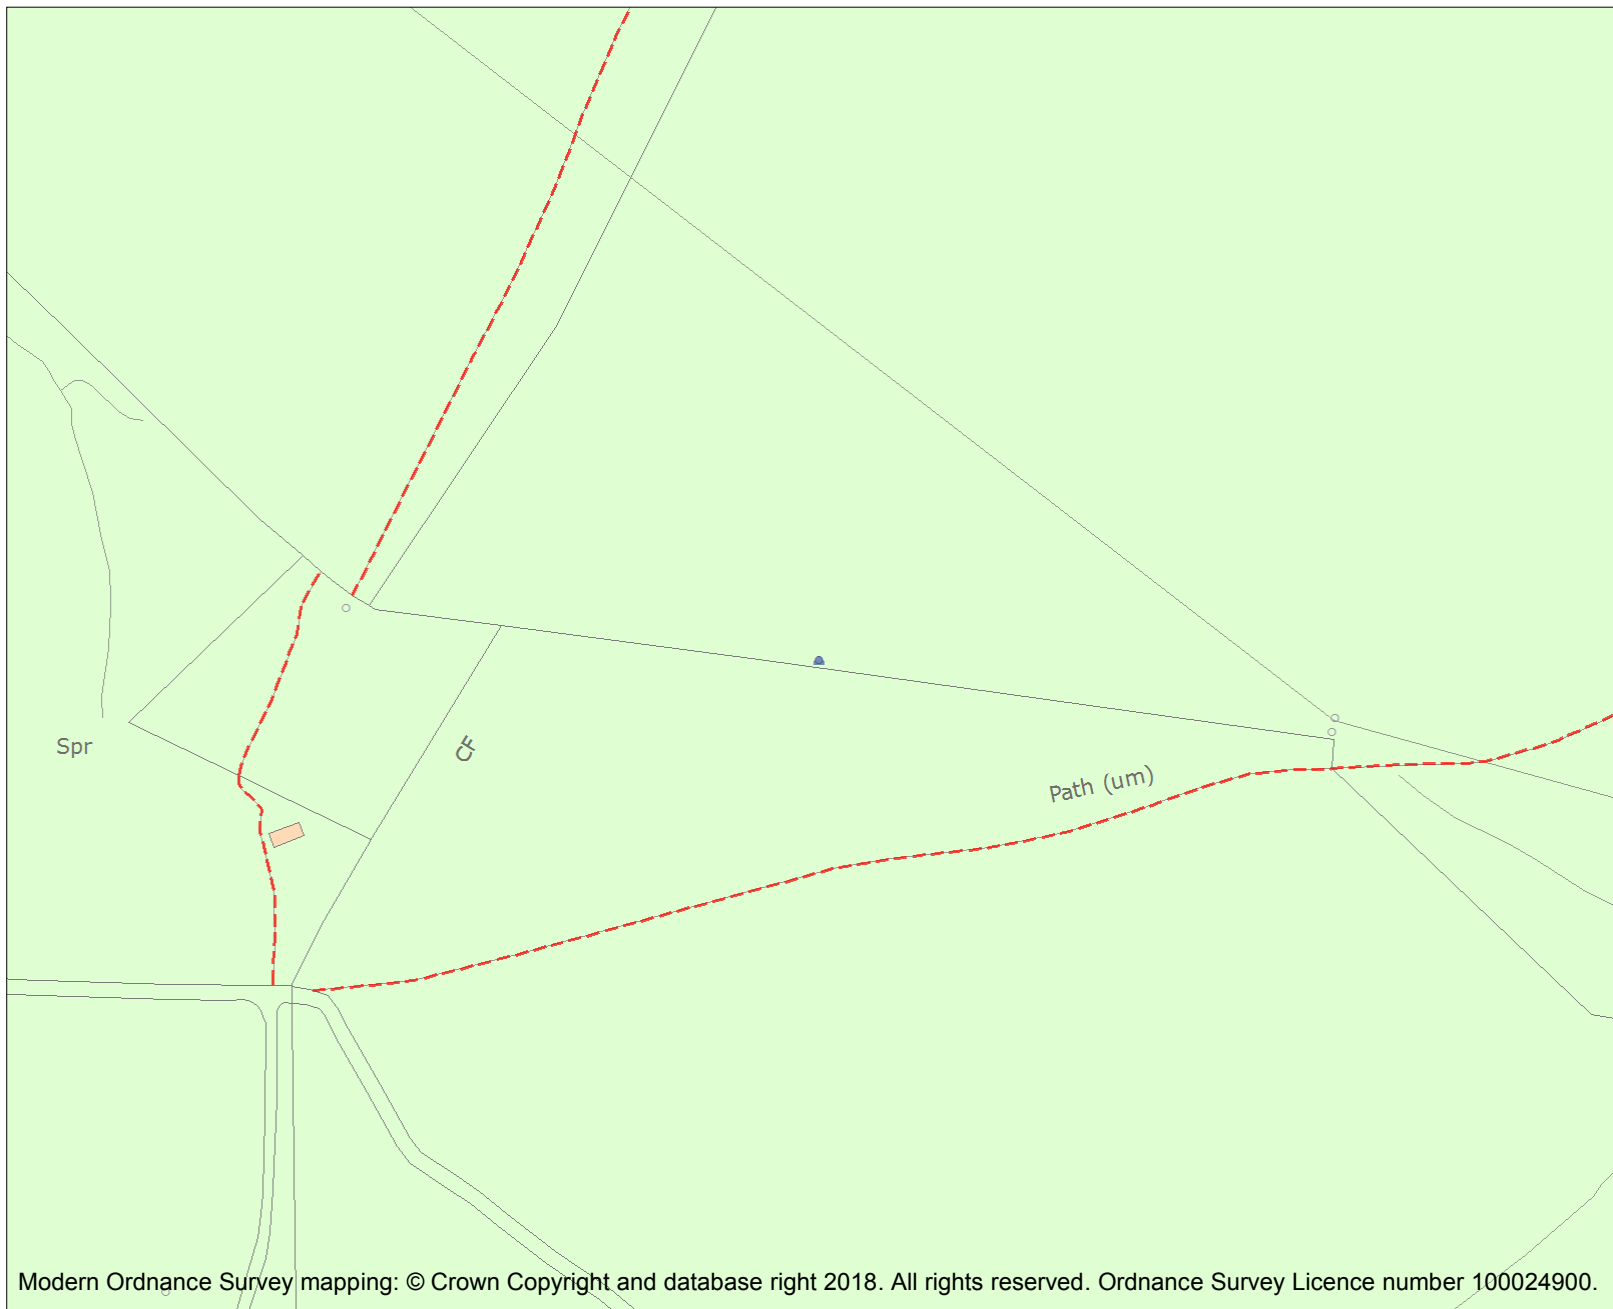 Spr
CF
Path (um)
Modern Ordnance Survey mapping: © Crown Copyright and database right 2018. All rights reserved. Ordnance Survey Licence number 100024900.